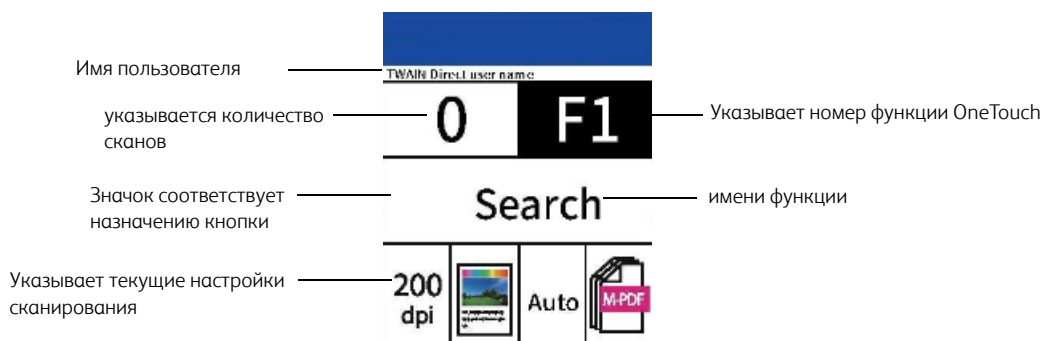 Имя пользователя
TWAIN Direct user name
указывается количество
сканов
0
F1
Указывает номер функции OneTouch
Значок соответствует
назначению кнопки
Search
имени функции
Указывает текущие настройки
сканирования
200
dpi
Auto
M-PDF